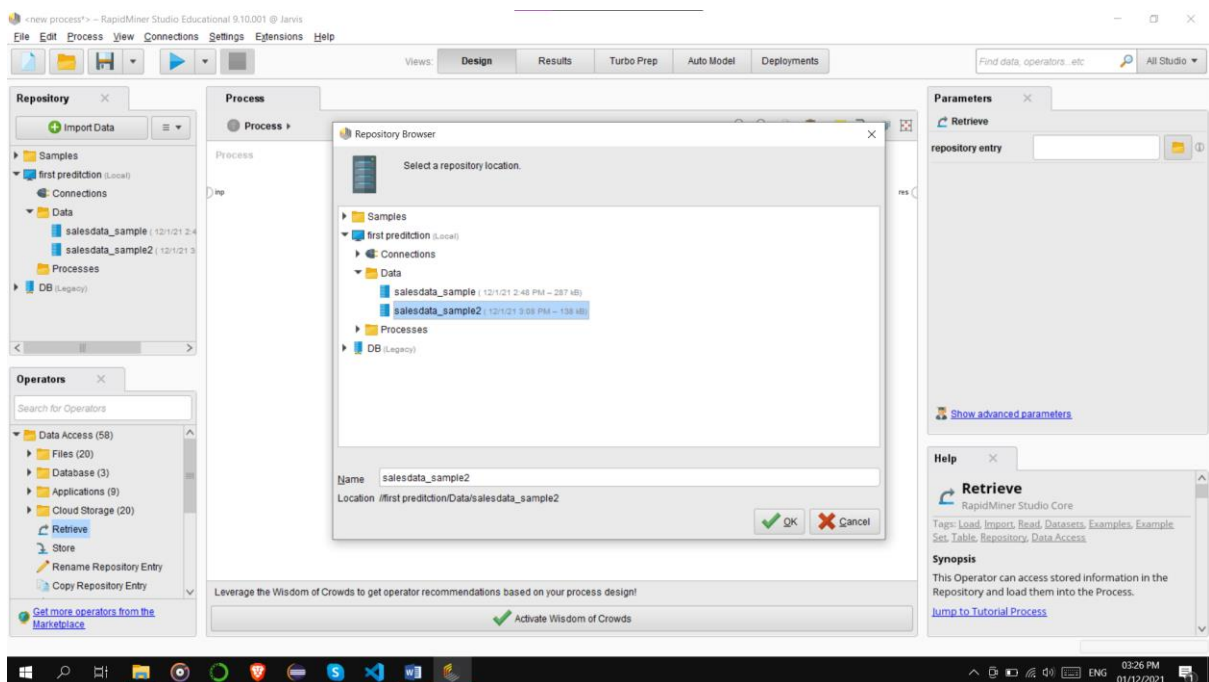 <new process*> – RapidMiner Studio Educational 9.10.001 @ Jarvis
File Edit Process View Connections Settings Extensions Help
Views: Design Results Turbo Prep Auto Model Deployments
Find data, operators...etc
All Studio
Repository
Import Data
Samples
first preditction (Local)
Connections
Data
salesdata_sample ( 12/1/21 2:4
salesdata_sample2 ( 12/1/21 3
Processes
DB (Legacy)
Operators
Search for Operators
Data Access (58)
Files (20)
Database (3)
Applications (9)
Cloud Storage (20)
Retrieve
Store
Rename Repository Entry
Copy Repository Entry
Get more operators from the
Marketplace
Process
Process
Process
inp
res
Repository Browser
Select a repository location.
Samples
first preditction (Local)
Connections
Data
salesdata_sample ( 12/1/21 2:48 PM – 287 kB)
salesdata_sample2 ( 12/1/21 3:09 PM – 138 kB)
Processes
DB (Legacy)
Name salesdata_sample2
Location //first preditction/Data/salesdata_sample2
OK Cancel
Leverage the Wisdom of Crowds to get operator recommendations based on your process design!
Activate Wisdom of Crowds
Parameters
Retrieve
repository entry
Show advanced parameters
Help
Retrieve
RapidMiner Studio Core
Tags: Load, Import, Read, Datasets, Examples, Example
Set, Table, Repository, Data Access
Synopsis
This Operator can access stored information in the
Repository and load them into the Process.
Jump to Tutorial Process
ENG
03:26 PM
01/12/2021